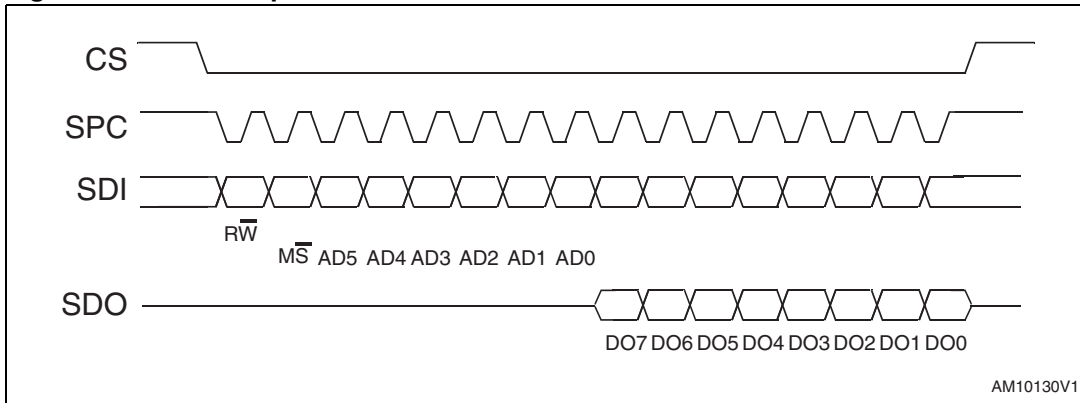 CS
SPC
SDI
RW
MS AD5 AD4 AD3 AD2 AD1 AD0
SDO
DO7 DO6 DO5 DO4 DO3 DO2 DO1 DO0
AM10130V1